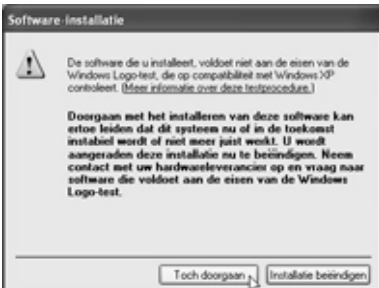 Software-installatie
De software die u installeert, voldoet niet aan de eisen van de
Windows Logo-test, die op compatibiliteit met Windows XP
controleert. (Meer informatie over deze testprocedure.)
Doorgaan met het installeren van deze software kan
ertoe leiden dat dit systeem nu of in de toekomst
instabiel wordt of niet meer juist werkt. U wordt
aangeraden deze installatie nu te beëindigen. Neem
contact met uw hardwareleverancier op en vraag naar
software die voldoet aan de eisen van de Windows
Logo-test.
Toch doorgaan Installatie beëindigen